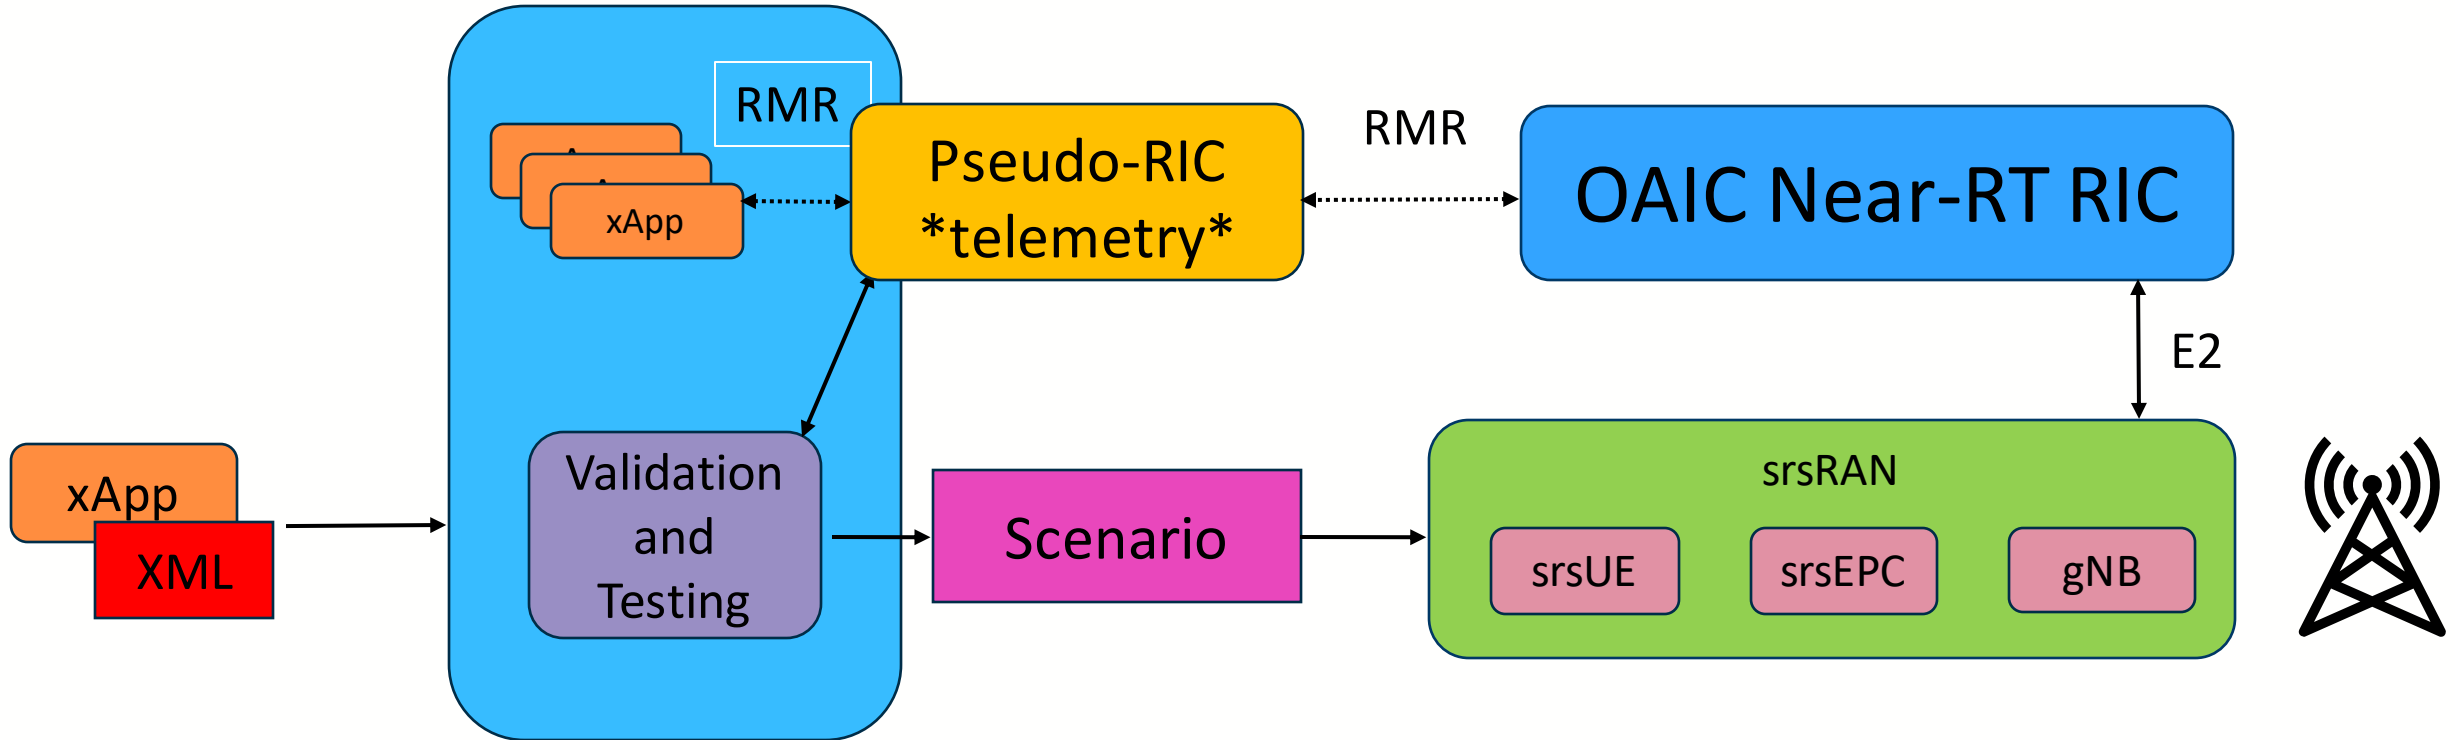 RMR
xApp
Pseudo-RIC
*telemetry*
RMR
OAIC Near-RT RIC
E2
xApp
XML
Validation
and
Testing
Scenario
srsRAN
srsUE
srsEPC
gNB